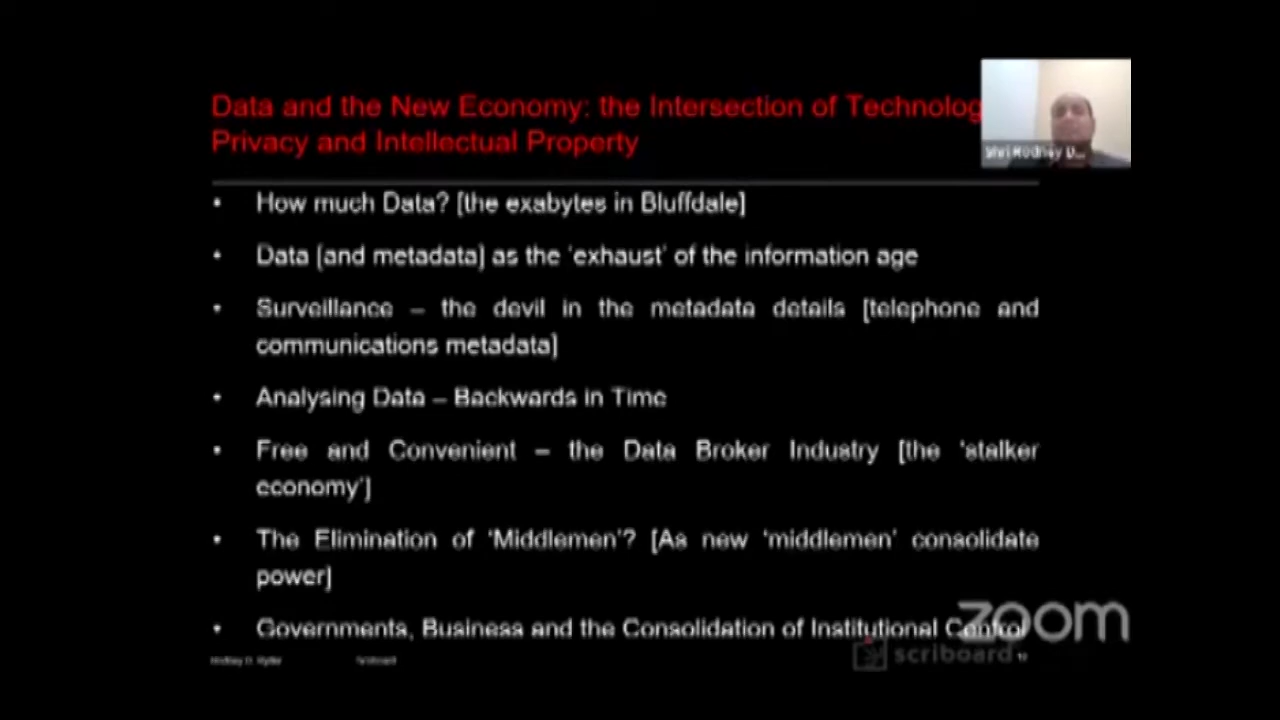 Data and the New Economy: the Intersection of Technolog
Privacy and Intellectual Property
Shri Rodney D...
• How much Data? [the exabytes in Bluffdale]
• Data [and metadata] as the ‘exhaust’ of the information age
• Surveillance – the devil in the metadata details [telephone and
communications metadata]
• Analysing Data – Backwards in Time
• Free and Convenient – the Data Broker Industry [the ‘stalker
economy’]
• The Elimination of ‘Middlemen’? [As new ‘middlemen’ consolidate
power]
• Governments, Business and the Consolidation of Institutional Control
zoom
scriboard